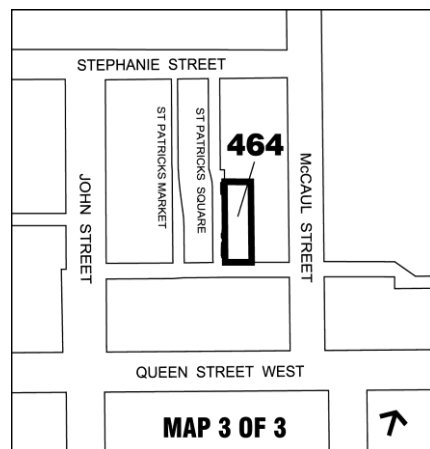 STEPHANIE STREET
ST PATRICKS MARKET
ST PATRICKS SQUARE
464
JOHN STREET
McCAUL STREET
QUEEN STREET WEST
MAP 3 OF 3